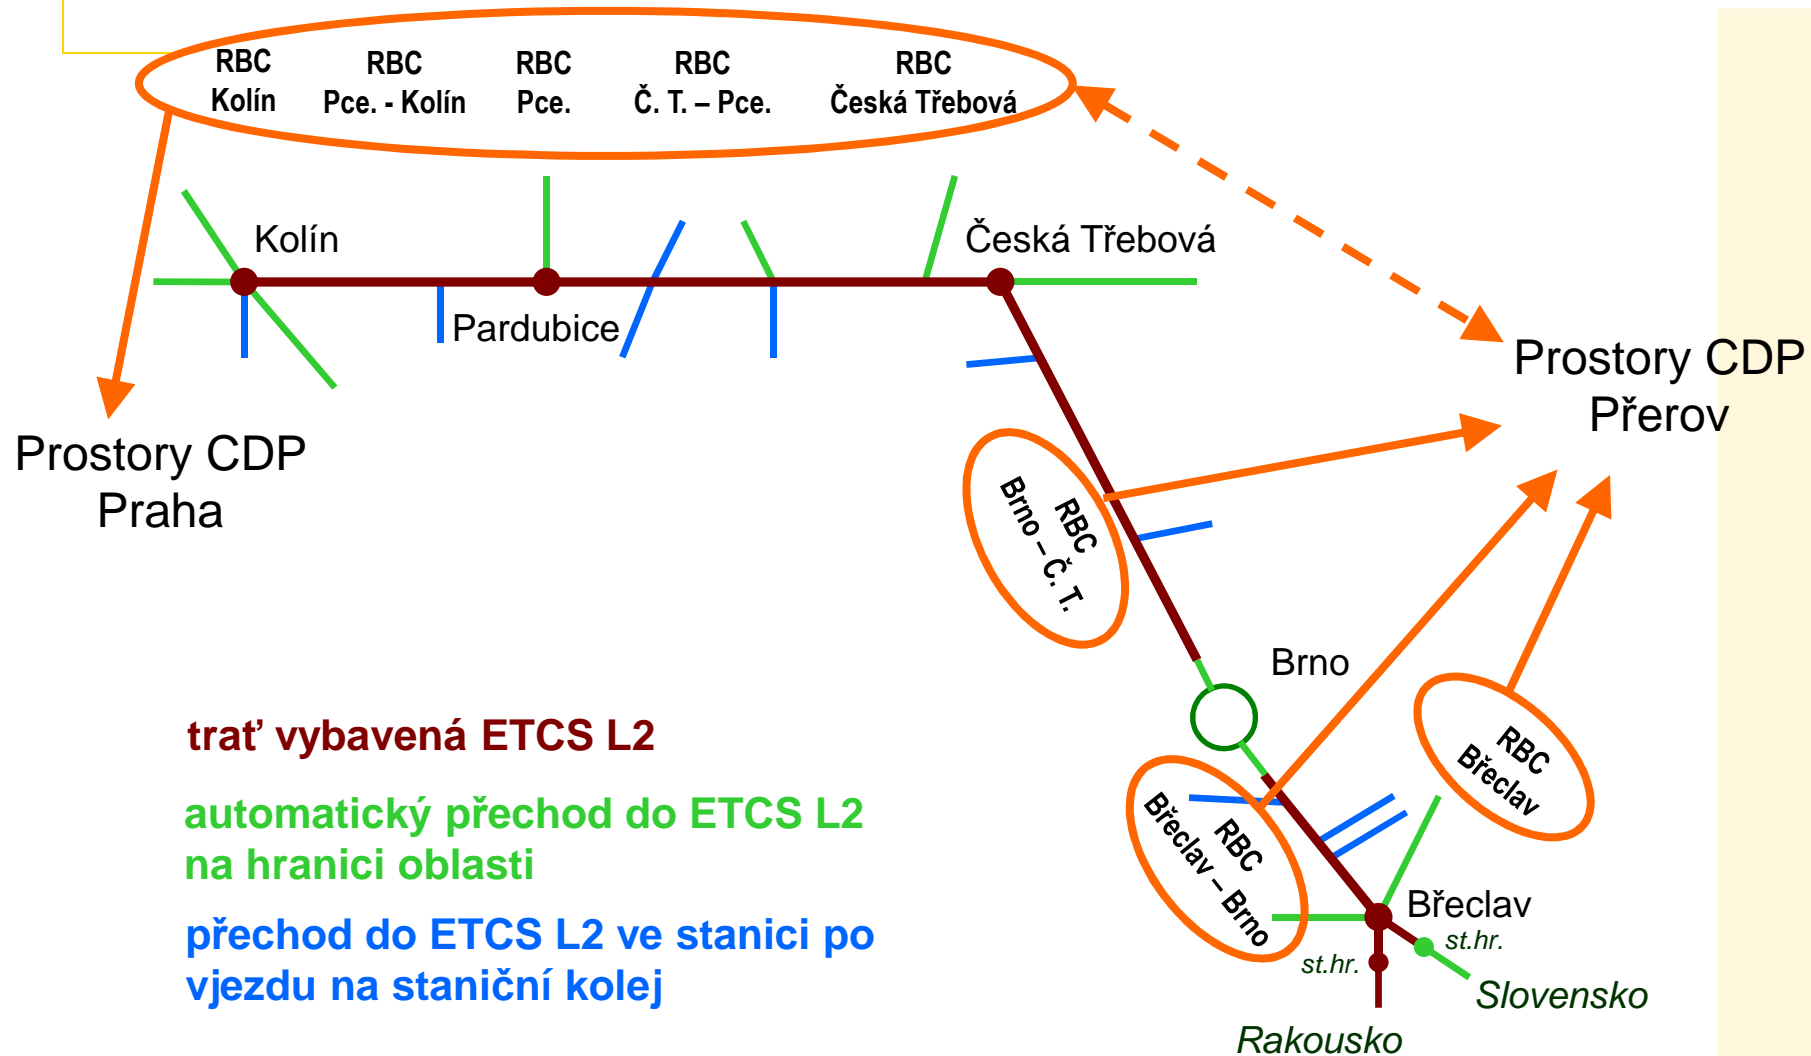 RBC
Kolín
RBC
Pce. - Kolín
RBC
Pce.
RBC
Č. T. – Pce.
RBC
Česká Třebová
Kolín
Česká Třebová
Pardubice
Prostory CDP
Přerov
Prostory CDP
Praha
RBC
Brno – Č. T.
Brno
RBC
Břeclav
RBC
Břeclav – Brno
Břeclav
st.hr.
st.hr.
Slovensko
Rakousko
trať vybavená ETCS L2
automatický přechod do ETCS L2
na hranici oblasti
přechod do ETCS L2 ve stanici po
vjezdu na staniční kolej